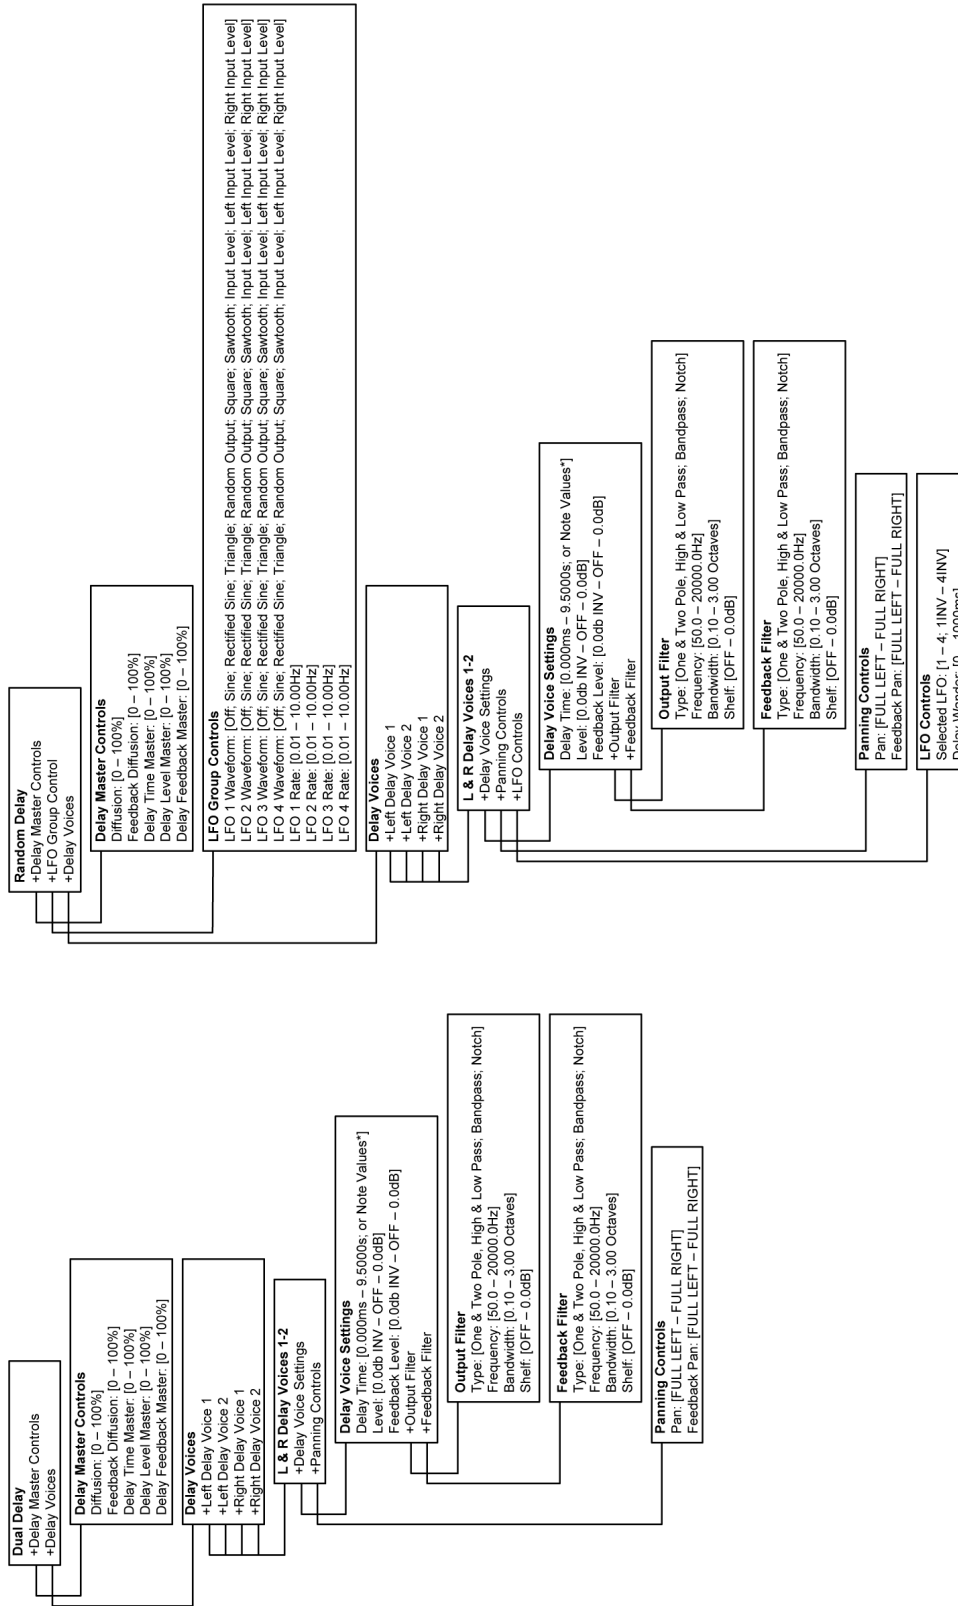 Dual Delay
+Delay Master Controls
+Delay Voices
Delay Master Controls
Diffusion: [0 – 100%]
Feedback Diffusion: [0 – 100%]
Delay Time Master: [0 – 100%]
Delay Level Master: [0 – 100%]
Delay Feedback Master: [0 – 100%]
Delay Voices
+Left Delay Voice 1
+Left Delay Voice 2
+Right Delay Voice 1
+Right Delay Voice 2
L & R Delay Voices 1-2
+Delay Voice Settings
+Panning Controls
Delay Voice Settings
Delay Time: [0.000ms – 9.5000s; or Note Values*]
Level: [0.0db INV – OFF – 0.0dB]
Feedback Level: [0.0db INV – OFF – 0.0dB]
+Output Filter
+Feedback Filter
Output Filter
Type: [One & Two Pole, High & Low Pass; Bandpass; Notch]
Frequency: [50.0 – 20000.0Hz]
Bandwidth: [0.10 – 3.00 Octaves]
Shelf: [OFF – 0.0dB]
Feedback Filter
Type: [One & Two Pole, High & Low Pass; Bandpass; Notch]
Frequency: [50.0 – 20000.0Hz]
Bandwidth: [0.10 – 3.00 Octaves]
Shelf: [OFF – 0.0dB]
Panning Controls
Pan: [FULL LEFT – FULL RIGHT]
Feedback Pan: [FULL LEFT – FULL RIGHT]
Random Delay
+Delay Master Controls
+LFO Group Control
+Delay Voices
Delay Master Controls
Diffusion: [0 – 100%]
Feedback Diffusion: [0 – 100%]
Delay Time Master: [0 – 100%]
Delay Level Master: [0 – 100%]
Delay Feedback Master: [0 – 100%]
LFO Group Controls
LFO 1 Waveform: [Off; Sine; Rectified Sine; Triangle; Random Output; Square; Sawtooth; Input Level; Left Input Level; Right Input Level]
LFO 2 Waveform: [Off; Sine; Rectified Sine; Triangle; Random Output; Square; Sawtooth; Input Level; Left Input Level; Right Input Level]
LFO 3 Waveform: [Off; Sine; Rectified Sine; Triangle; Random Output; Square; Sawtooth; Input Level; Left Input Level; Right Input Level]
LFO 4 Waveform: [Off; Sine; Rectified Sine; Triangle; Random Output; Square; Sawtooth; Input Level; Left Input Level; Right Input Level]
LFO 1 Rate: [0.01 – 10.00Hz]
LFO 2 Rate: [0.01 – 10.00Hz]
LFO 3 Rate: [0.01 – 10.00Hz]
LFO 4 Rate: [0.01 – 10.00Hz]
Delay Voices
+Left Delay Voice 1
+Left Delay Voice 2
+Right Delay Voice 1
+Right Delay Voice 2
L & R Delay Voices 1-2
+Delay Voice Settings
+Panning Controls
+LFO Controls
Delay Voice Settings
Delay Time: [0.000ms – 9.5000s; or Note Values*]
Level: [0.0db INV – OFF – 0.0dB]
Feedback Level: [0.0db INV – OFF – 0.0dB]
+Output Filter
+Feedback Filter
Output Filter
Type: [One & Two Pole, High & Low Pass; Bandpass; Notch]
Frequency: [50.0 – 20000.0Hz]
Bandwidth: [0.10 – 3.00 Octaves]
Shelf: [OFF – 0.0dB]
Feedback Filter
Type: [One & Two Pole, High & Low Pass; Bandpass; Notch]
Frequency: [50.0 – 20000.0Hz]
Bandwidth: [0.10 – 3.00 Octaves]
Shelf: [OFF – 0.0dB]
Panning Controls
Pan: [FULL LEFT – FULL RIGHT]
Feedback Pan: [FULL LEFT – FULL RIGHT]
LFO Controls
Selected LFO: [1 – 4; 1INV – 4INV]
Delay Wander: [0 – 1000ms]